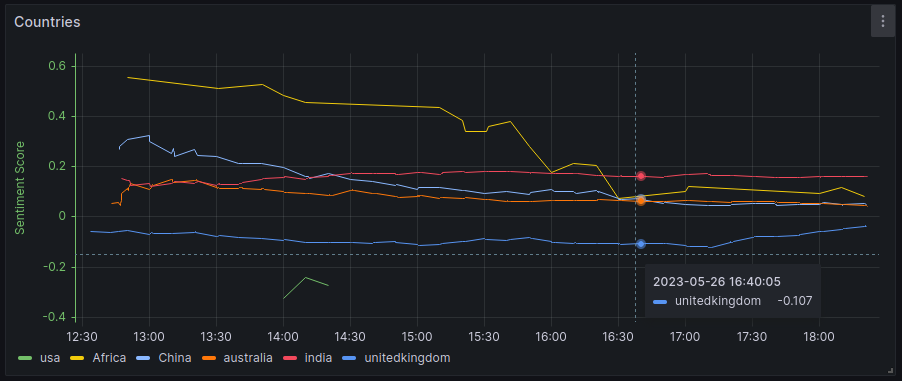 Countries
Sentiment Score
0.6
0.4
0.2
0
-0.2
-0.4
2023-05-26 16:40:05
unitedkingdom -0.107
12:30 13:00 13:30 14:00 14:30 15:00 15:30 16:00 16:30 17:00 17:30 18:00
usa Africa China australia india unitedkingdom